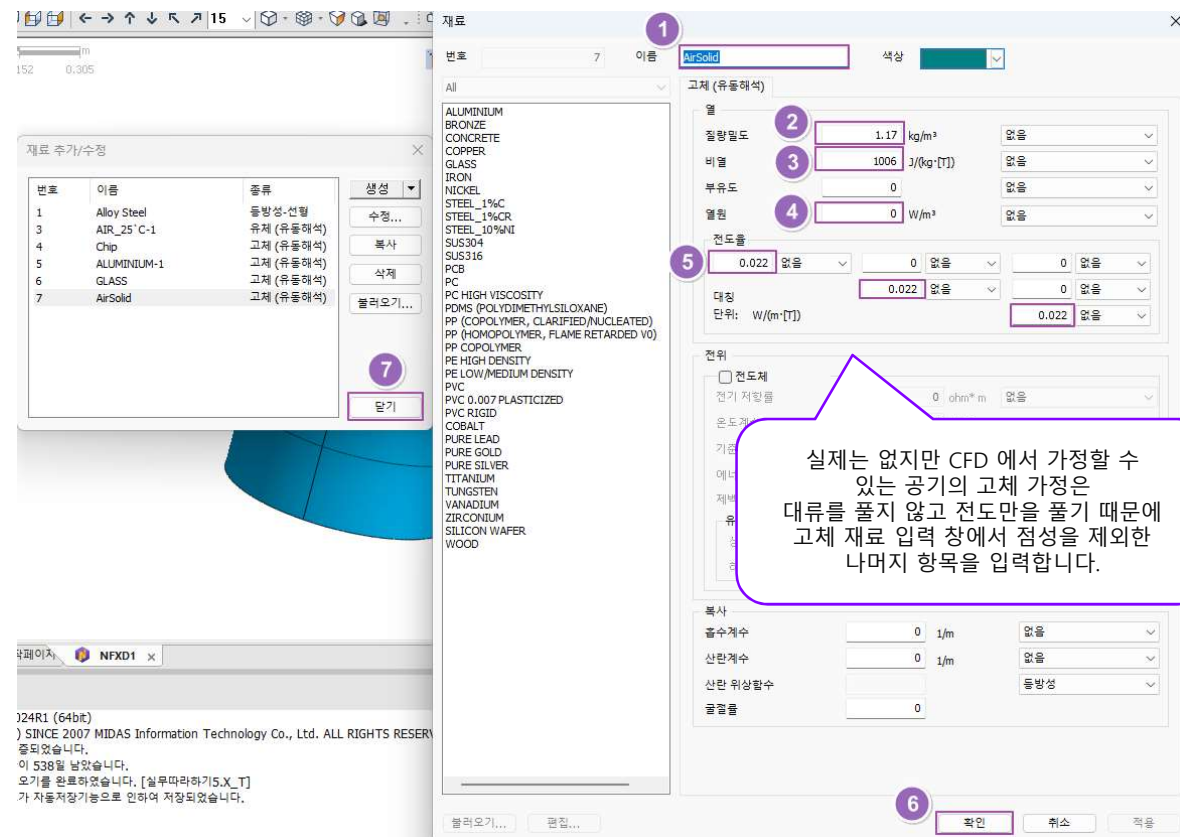 15
m
152 0.305
재료 추가/수정
번호 이름 종류
1 Alloy Steel 등방성-선형
3 AIR_25`C-1 유체 (유동해석)
4 Chip 고체 (유동해석)
5 ALUMINIUM-1 고체 (유동해석)
6 GLASS 고체 (유동해석)
7 AirSolid 고체 (유동해석)
생성
수정...
복사
삭제
불러오기...
7
닫기
NFXD1
024R1 (64bit)
) SINCE 2007 MIDAS Information Technology Co., Ltd. ALL RIGHTS RESERV
증되었습니다.
이 538일 남았습니다.
오기를 완료하였습니다. [실무따라하기5.X_T]
가 자동저장기능으로 인하여 저장되었습니다.
재료
1
번호 7 이름 AirSolid 색상
All
ALUMINIUM
BRONZE
CONCRETE
COPPER
GLASS
IRON
NICKEL
STEEL_1%C
STEEL_1%CR
STEEL_10%NI
SUS304
SUS316
PCB
PC
PC HIGH VISCOSITY
PDMS (POLYDIMETHYLSILOXANE)
PP (COPOLYMER, CLARIFIED/NUCLEATED)
PP (HOMOPOLYMER, FLAME RETARDED V0)
PP COPOLYMER
PE HIGH DENSITY
PE LOW/MEDIUM DENSITY
PVC
PVC 0.007 PLASTICIZED
PVC RIGID
COBALT
PURE LEAD
PURE GOLD
PURE SILVER
TITANIUM
TUNGSTEN
VANADIUM
ZIRCONIUM
SILICON WAFER
WOOD
고체 (유동해석)
열
질량밀도 2 1.17 kg/m³ 없음
비열 3 1006 J/(kg·[T]) 없음
부유도 0 없음
열원 4 0 W/m³ 없음
전도율
5 0.022 없음 0 없음 0 없음
0.022 없음 0 없음
대칭
단위: W/(m·[T]) 0.022 없음
전위
전도체
전기 저항률 0 ohm* m 없음
실제는 없지만 CFD 에서 가정할 수
있는 공기의 고체 가정은
대류를 풀지 않고 전도만을 풀기 때문에
고체 재료 입력 창에서 점성을 제외한
나머지 항목을 입력합니다.
복사
흡수계수 0 1/m 없음
산란계수 0 1/m 없음
산란 위상함수 등방성
굴절률 0
6
불러오기... 편집... 확인 취소 적용